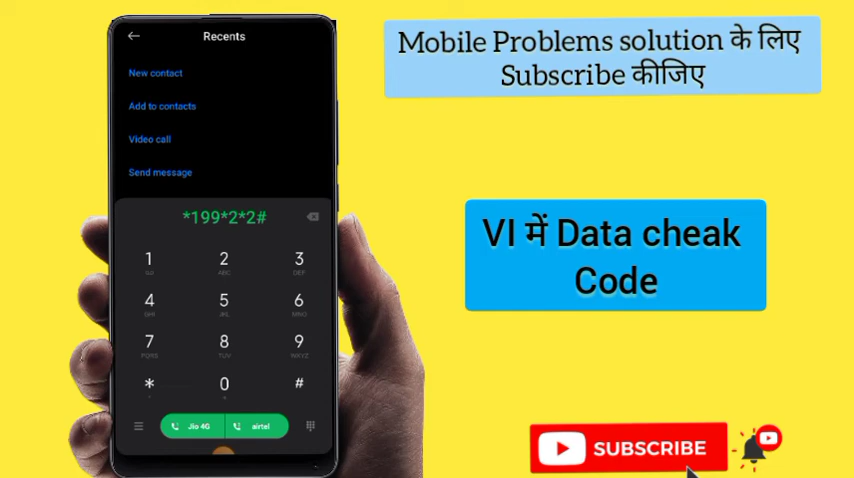 Recents
New contact
Add to contacts
Video call
Send message
*199*2*2#
1 2 3
ABC DEF
4 5 6
GHI JKL MNO
7 8 9
PQRS TUV WXYZ
* 0 #
+
Jio 4G airtel
Mobile Problems solution के लिए
Subscribe कीजिए
VI में Data cheak
Code
SUBSCRIBE